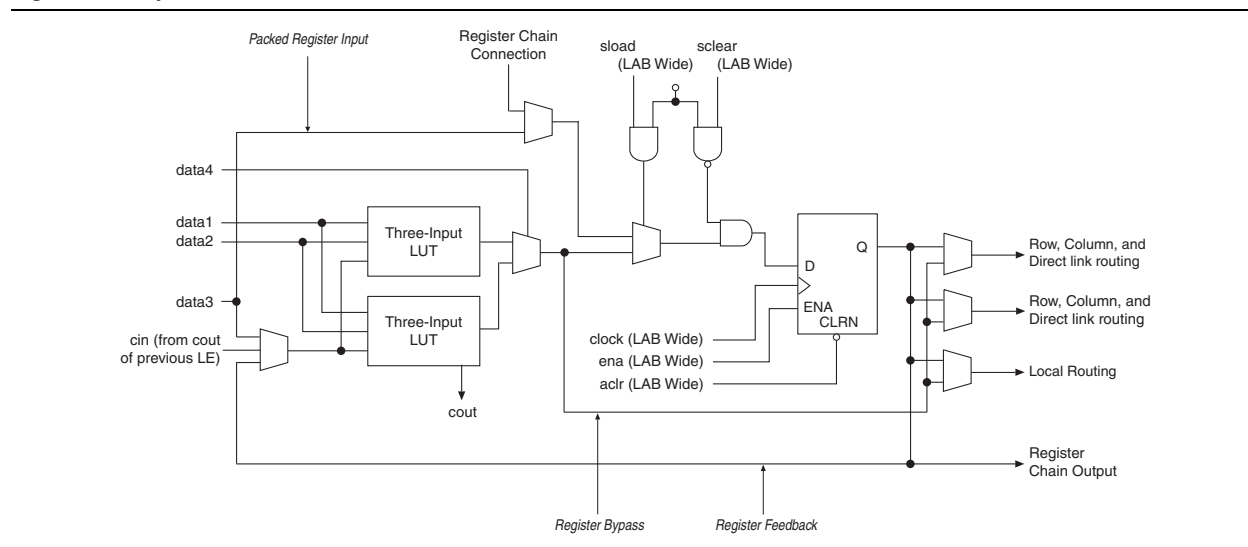 Packed Register Input
Register Chain
Connection
sload
(LAB Wide)
sclear
(LAB Wide)
data4
data1
data2
data3
cin (from cout
of previous LE)
Three-Input
LUT
Three-Input
LUT
cout
clock (LAB Wide)
ena (LAB Wide)
aclr (LAB Wide)
D
Q
ENA
CLRN
Row, Column, and
Direct link routing
Row, Column, and
Direct link routing
Local Routing
Register
Chain Output
Register Bypass
Register Feedback